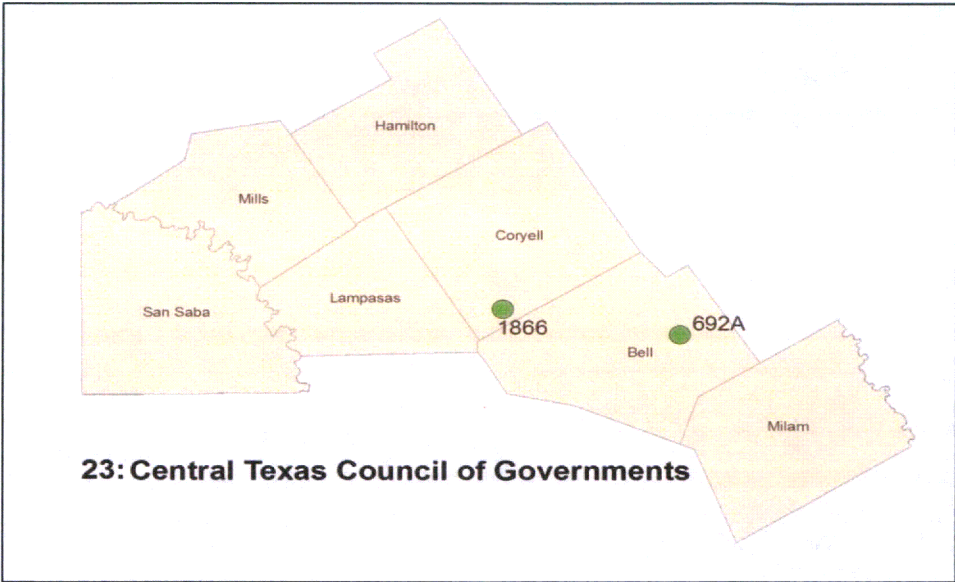 Hamilton
Mills
Coryell
San Saba
Lampasas
1866
692A
Bell
Milam
23: Central Texas Council of Governments